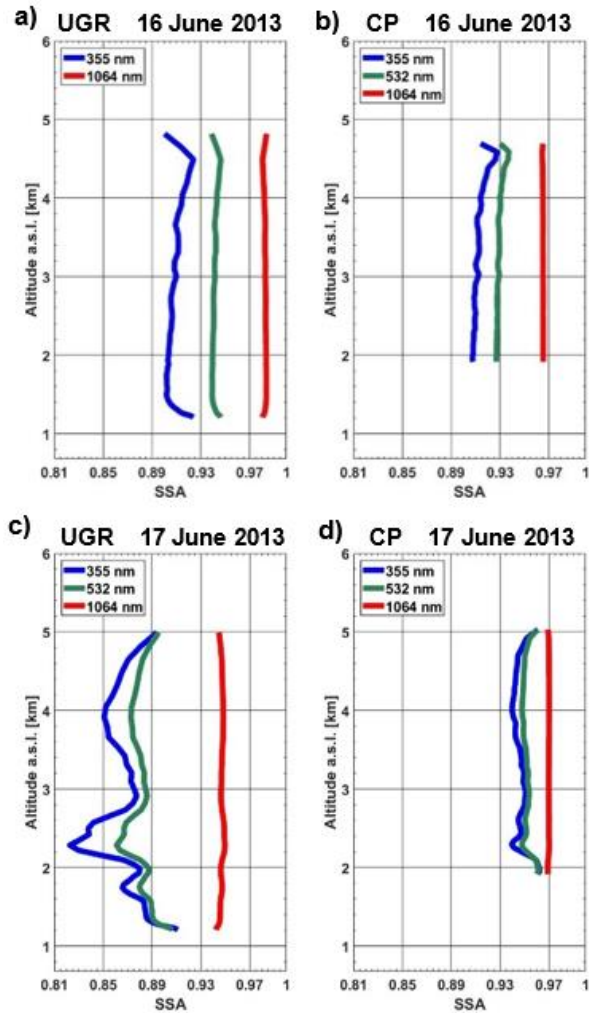 a) UGR 16 June 2013
355 nm
532 nm
1064 nm
Altitude a.s.l. [km]
6
5
4
3
2
1
0.81 0.85 0.89 0.93 0.97 1
SSA
b) CP 16 June 2013
355 nm
532 nm
1064 nm
Altitude a.s.l. [km]
6
5
4
3
2
1
0.81 0.85 0.89 0.93 0.97 1
SSA
c) UGR 17 June 2013
355 nm
532 nm
1064 nm
Altitude a.s.l. [km]
6
5
4
3
2
1
0.81 0.85 0.89 0.93 0.97 1
SSA
d) CP 17 June 2013
355 nm
532 nm
1064 nm
Altitude a.s.l. [km]
6
5
4
3
2
1
0.81 0.85 0.89 0.93 0.97 1
SSA